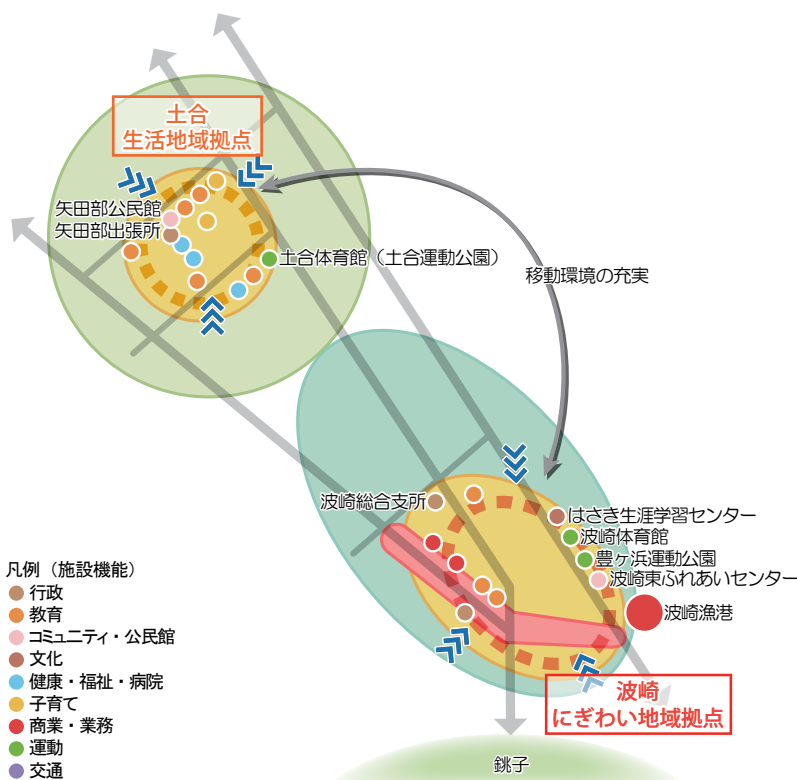 土合
生活地域拠点
矢田部公民館
矢田部出張所
土合体育館（土合運動公園）
移動環境の充実
波崎総合支所
はさき生涯学習センター
波崎体育館
豊ヶ浜運動公園
波崎東ふれあいセンター
波崎漁港
凡例（施設機能）
行政
教育
コミュニティ・公民館
文化
健康・福祉・病院
子育て
商業・業務
運動
交通
波崎
にぎわい地域拠点
銚子